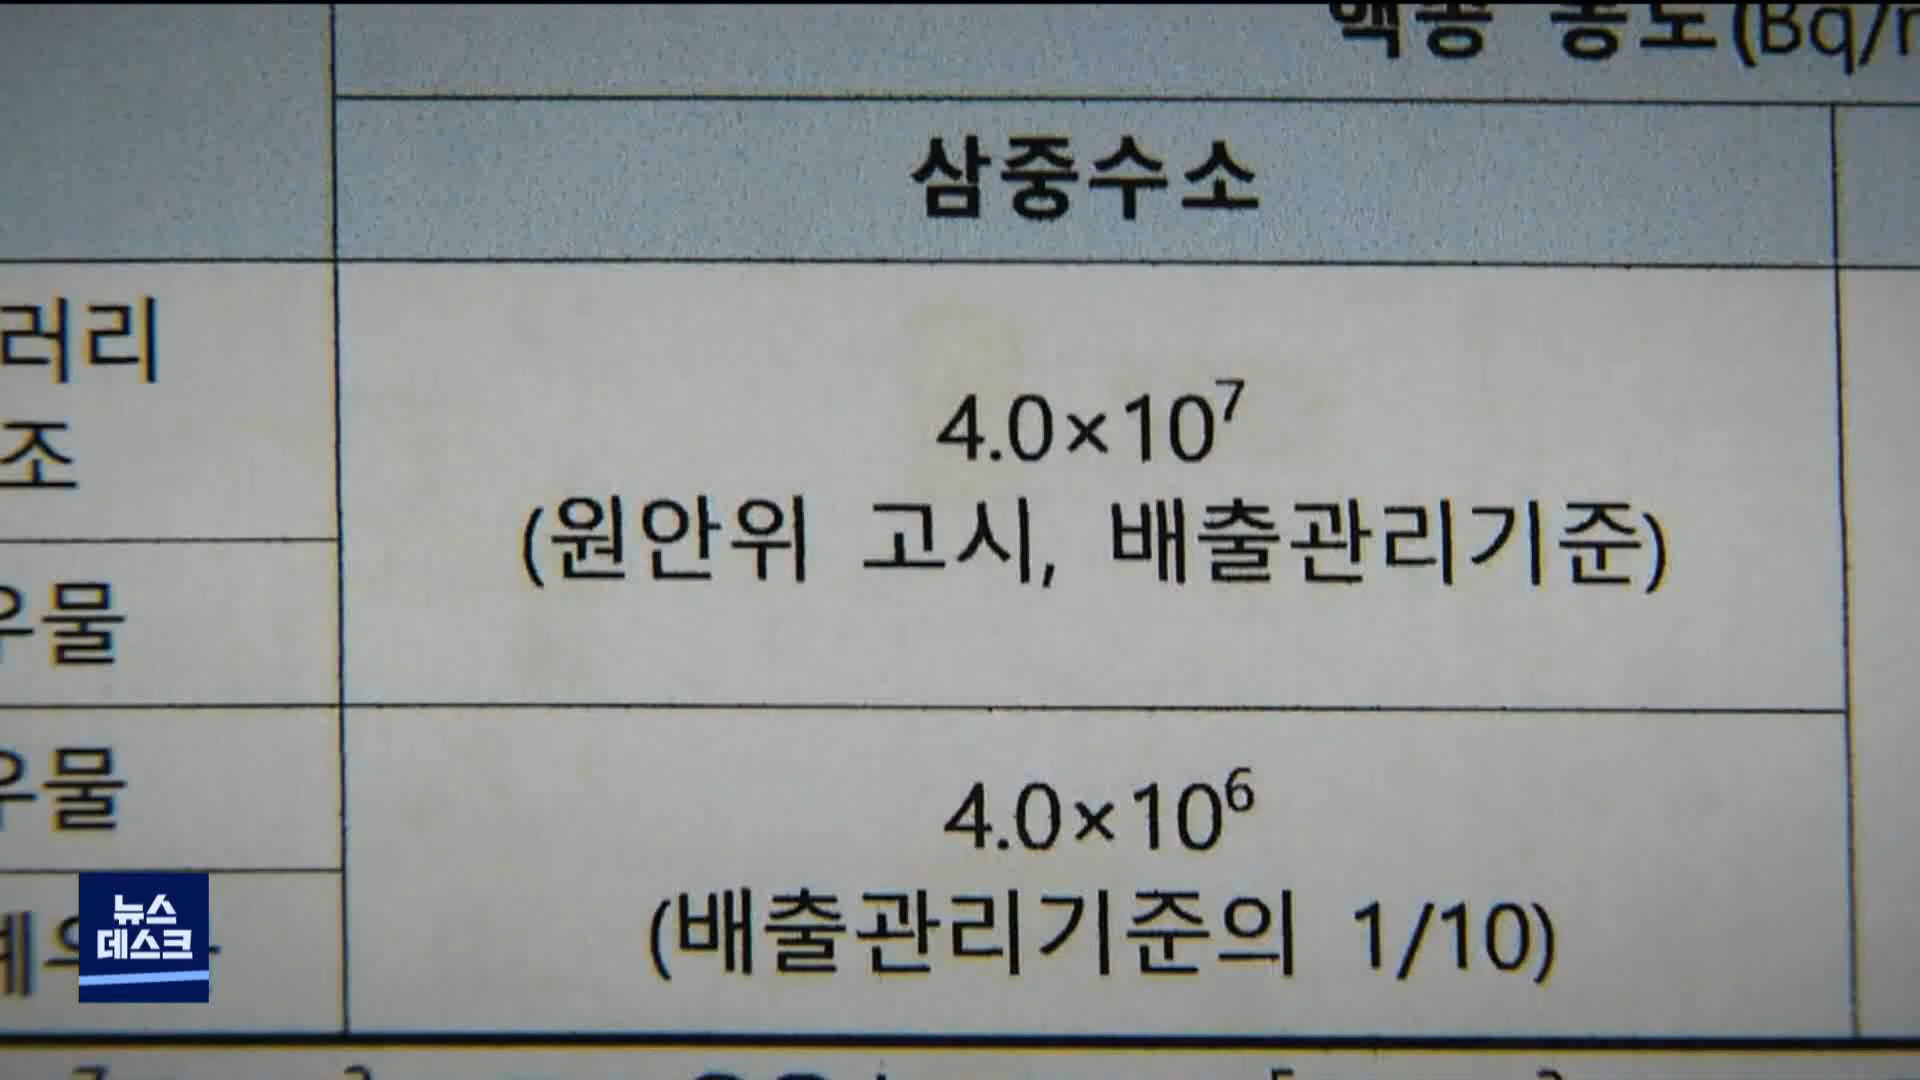 삼중수소
러리
조
4.0×10⁷
(원안위 고시, 배출관리기준)
우물
우물
4.0×10⁶
(배출관리기준의 1/10)
뉴스
데스크